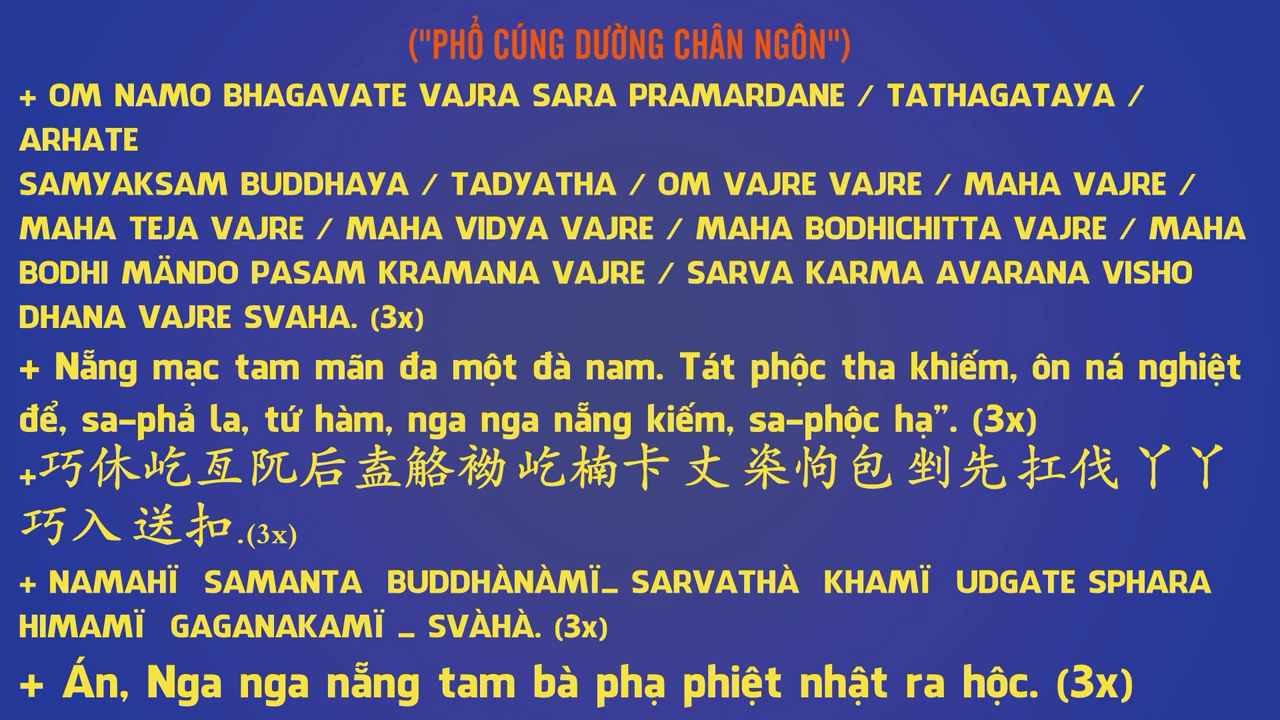 ("PHỔ CÚNG DƯỜNG CHÂN NGÔN")
+ OM NAMO BHAGAVATE VAJRA SARA PRAMARDANE / TATHAGATAYA /
ARHATE
SAMYAKSAM BUDDHAYA / TADYATHA / OM VAJRE VAJRE / MAHA VAJRE /
MAHA TEJA VAJRE / MAHA VIDYA VAJRE / MAHA BODHICHITTA VAJRE / MAHA
BODHI MÄNDO PASAM KRAMANA VAJRE / SARVA KARMA AVARANA VISHO
DHANA VAJRE SVAHA. (3x)
+ Nẵng mạc tam mãn đa một đà nam. Tát phộc tha khiếm, ôn ná nghiệt
để, sa-phả la, tứ hàm, nga nga nẵng kiếm, sa-phộc hạ”. (3x)
+巧休屹亙阢后盍觡袎屹楠卡丈栥怐包剉先扛伐丫丫
巧入送扣.(3x)
+ NAMAHÏ SAMANTA BUDDHÀNÀMÏ_ SARVATHÀ KHAMÏ UDGATE SPHARA
HIMAMÏ GAGANAKAMÏ _ SVÀHÀ. (3x)
+ Án, Nga nga nẵng tam bà phạ phiệt nhật ra hộc. (3x)